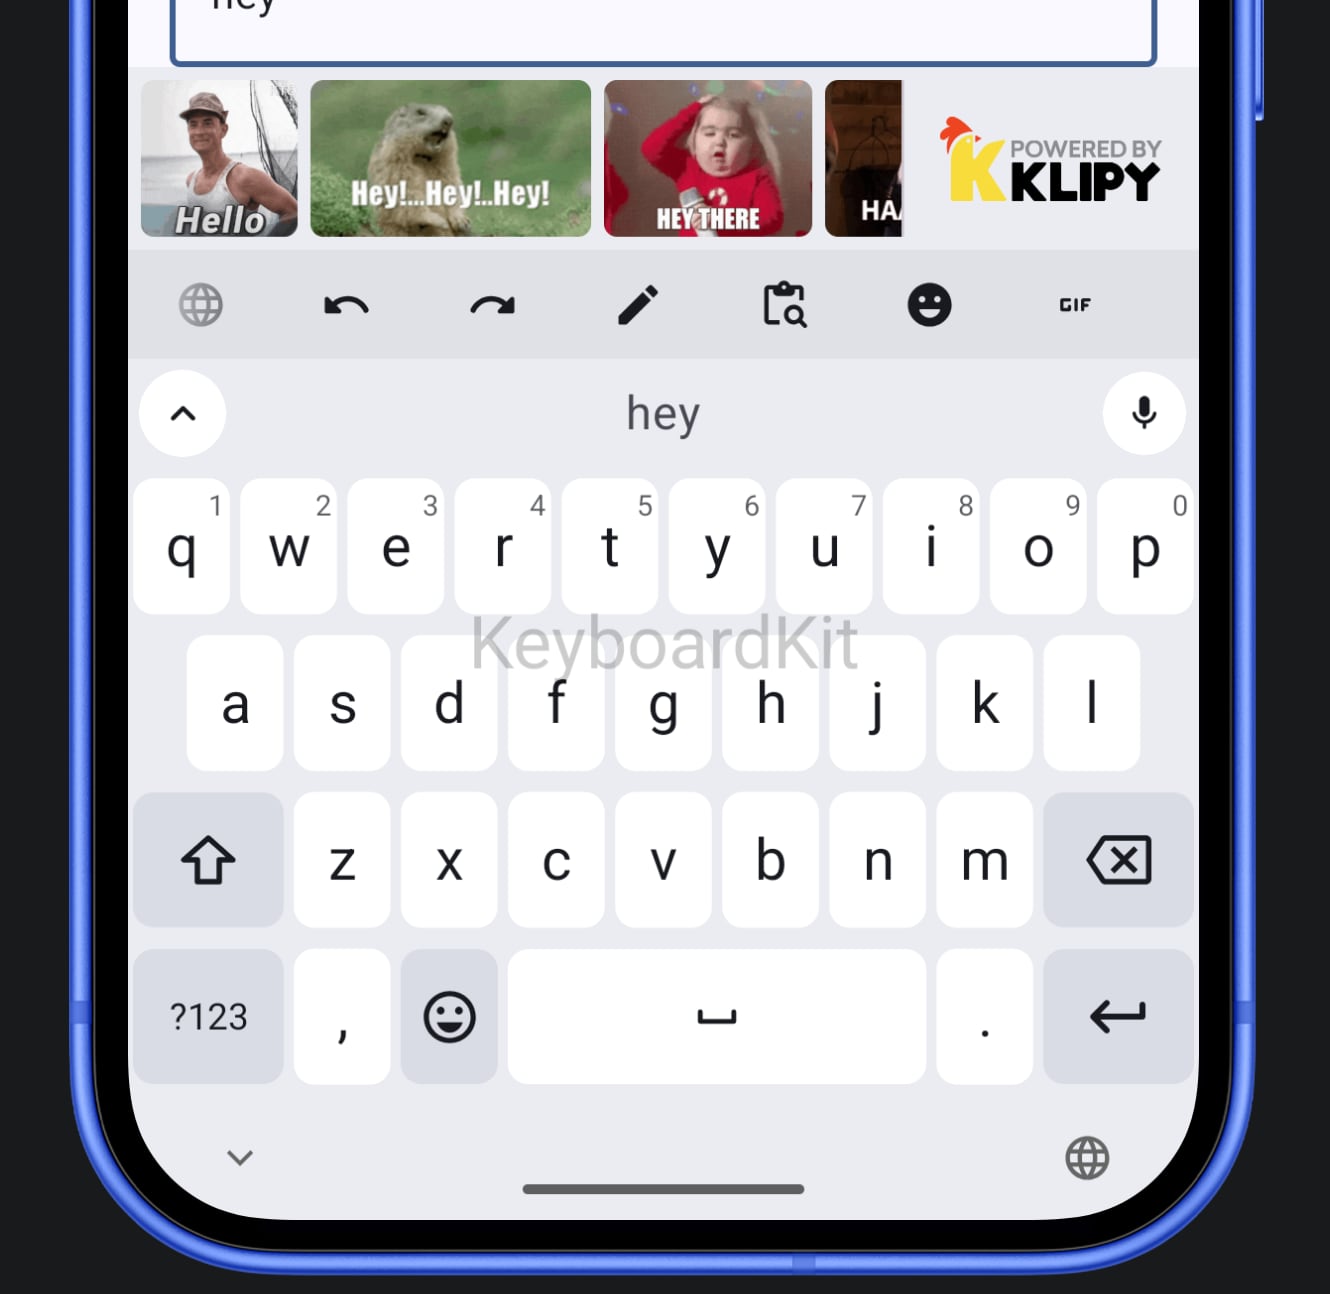 hey
Hello
Hey!...Hey!..Hey!
HEY THERE
POWERED BY
KLIPY
GIF
hey
1 2 3 4 5 6 7 8 9 0
q w e r t y u i o p
KeyboardKit
a s d f g h j k l
z x c v b n m
?123 , .